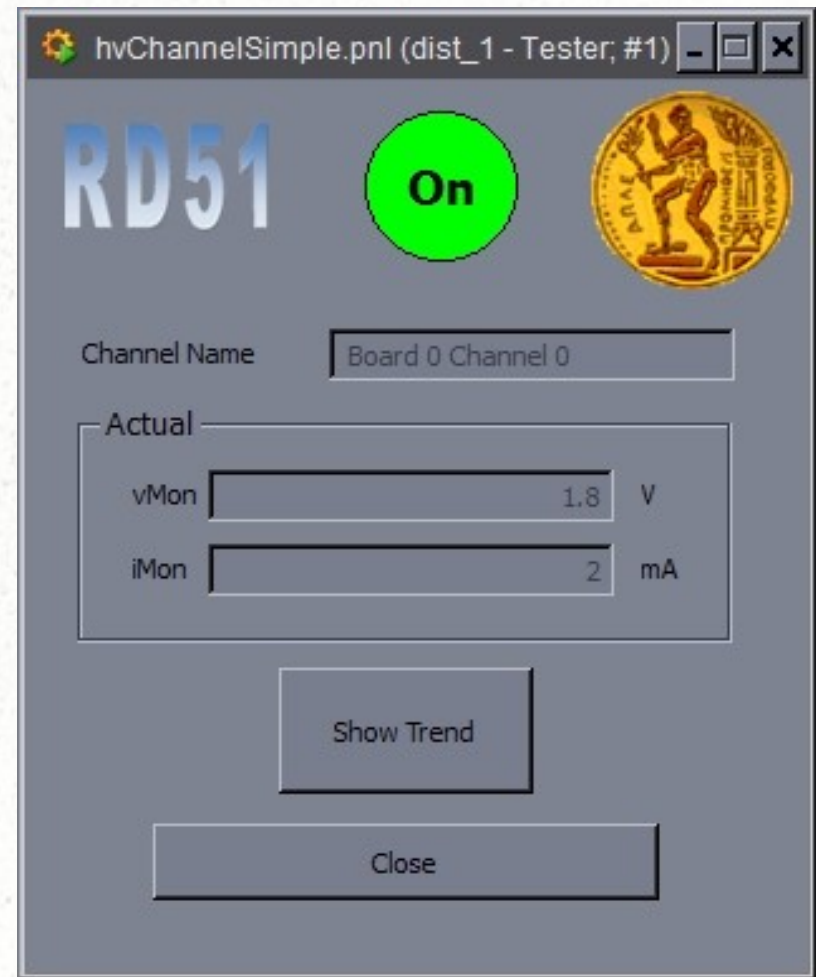 hvChannelSimple.pnl (dist_1 - Tester; #1)
RD51
On
Channel Name
Board 0 Channel 0
Actual
vMon 1.8 V
iMon 2 mA
Show Trend
Close